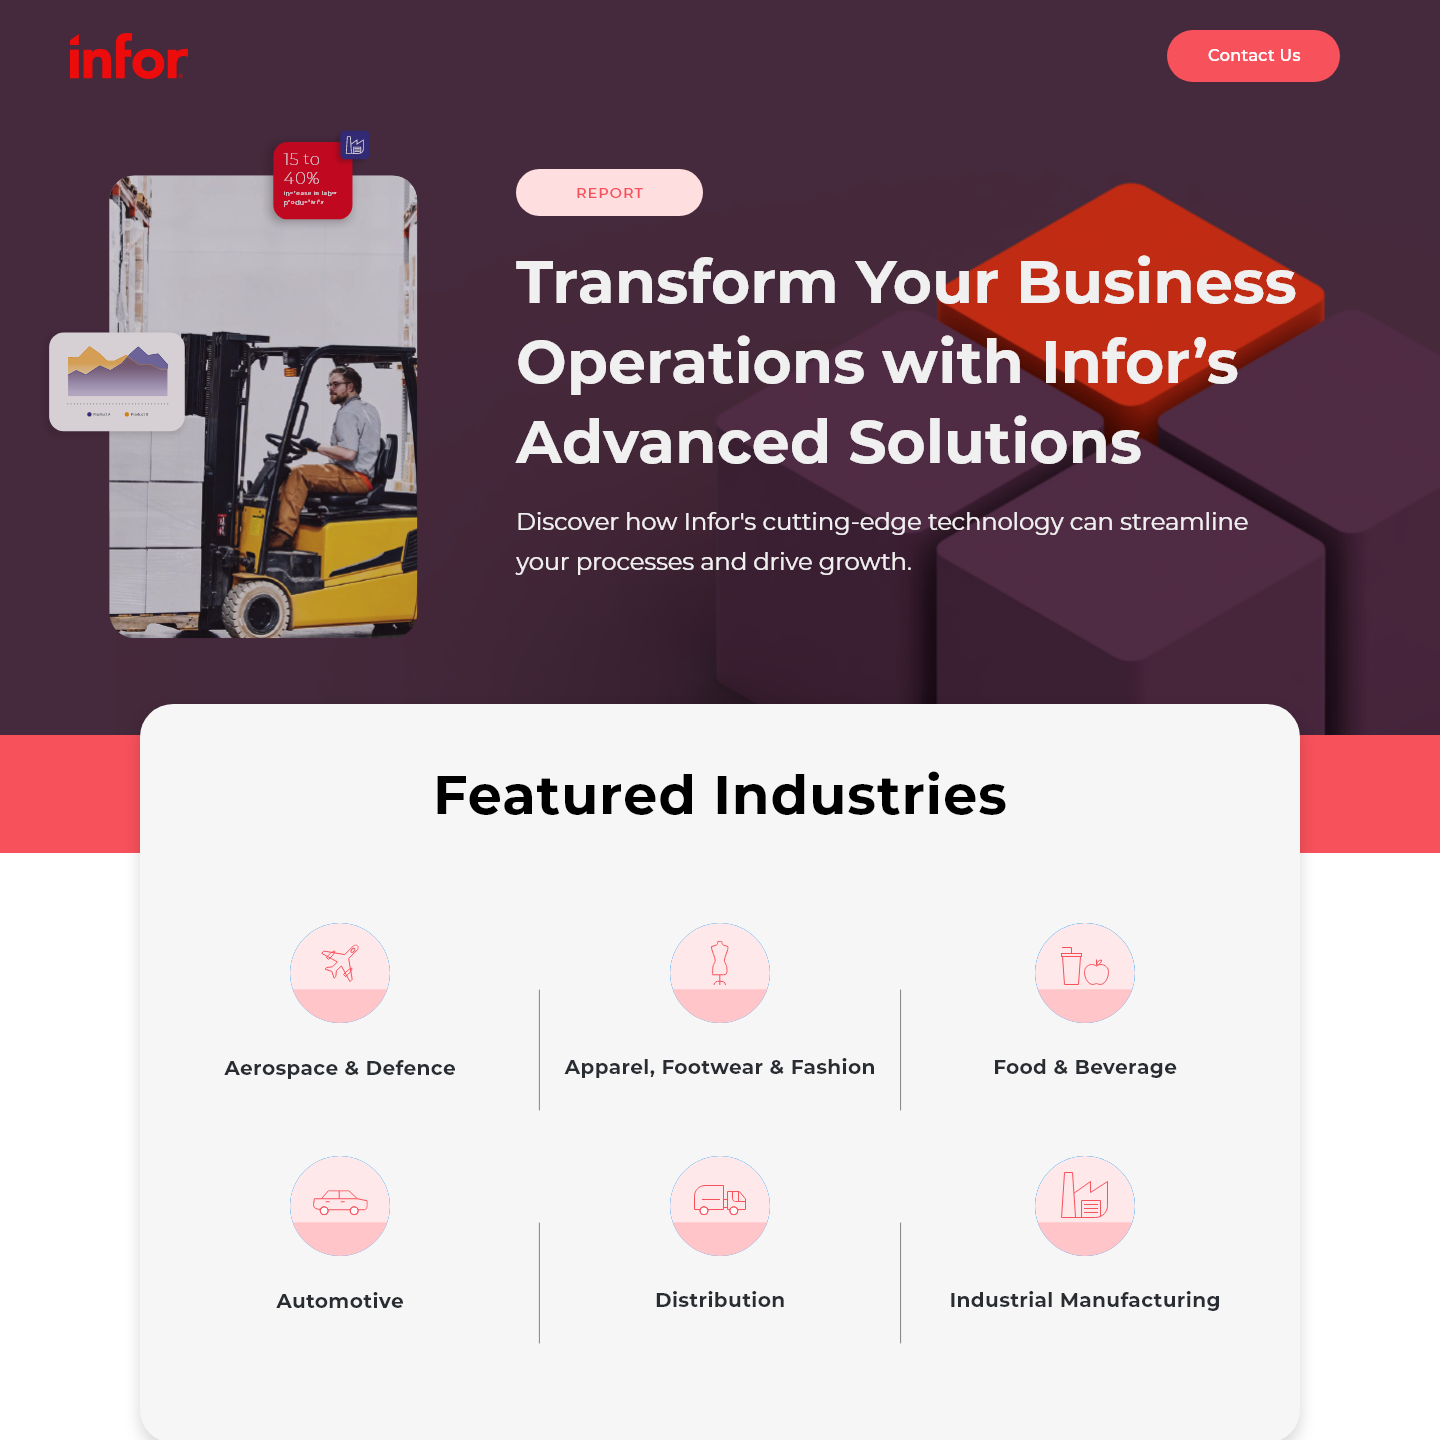 infor
Contact Us
15 to
40%
REPORT
Transform Your Business
Operations with Infor’s
Advanced Solutions
Discover how Infor's cutting-edge technology can streamline
your processes and drive growth.
Product A
Product B
Featured Industries
Aerospace & Defence
Apparel, Footwear & Fashion
Food & Beverage
Automotive
Distribution
Industrial Manufacturing